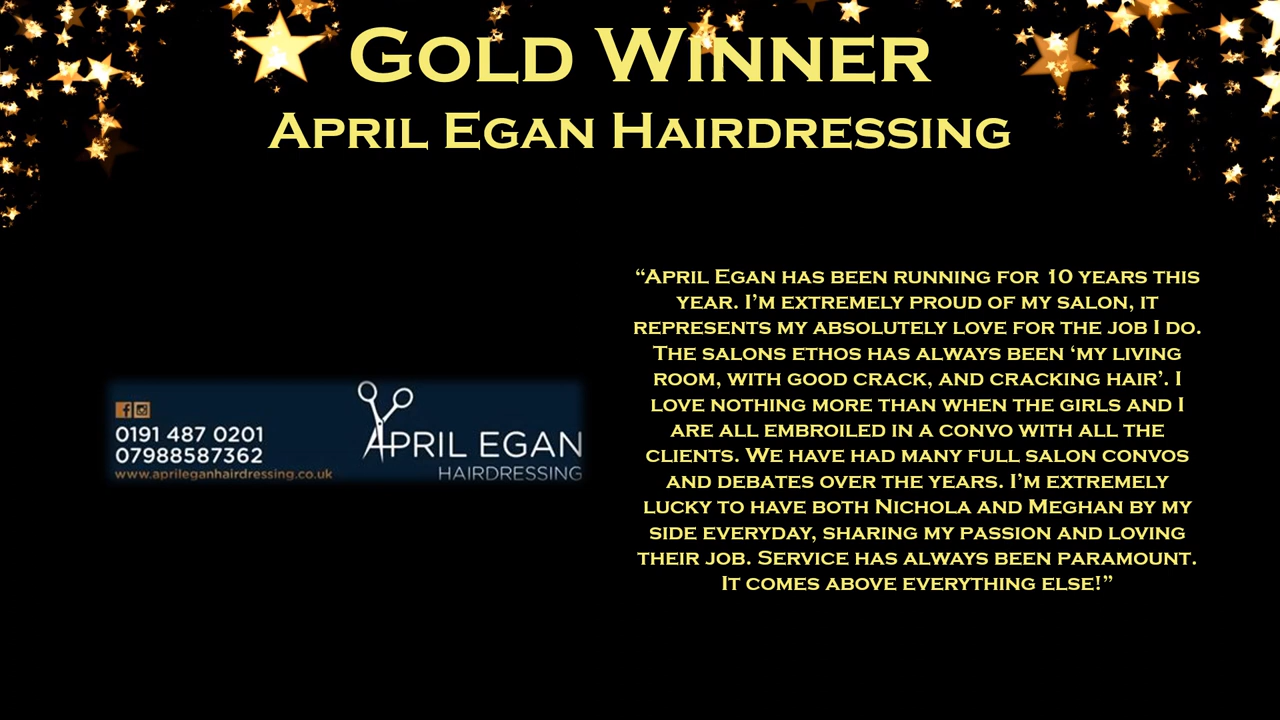 Gold Winner
April Egan Hairdressing
“April Egan has been running for 10 years this
year. I’m extremely proud of my salon, it
represents my absolutely love for the job I do.
The salons ethos has always been ‘my living
room, with good crack, and cracking hair’. I
love nothing more than when the girls and I
are all embroiled in a convo with all the
clients. We have had many full salon convos
and debates over the years. I’m extremely
lucky to have both Nichola and Meghan by my
side everyday, sharing my passion and loving
their job. Service has always been paramount.
It comes above everything else!”
0191 487 0201
07988587362
www.aprileganhairdressing.co.uk
APRIL EGAN
HAIRDRESSING